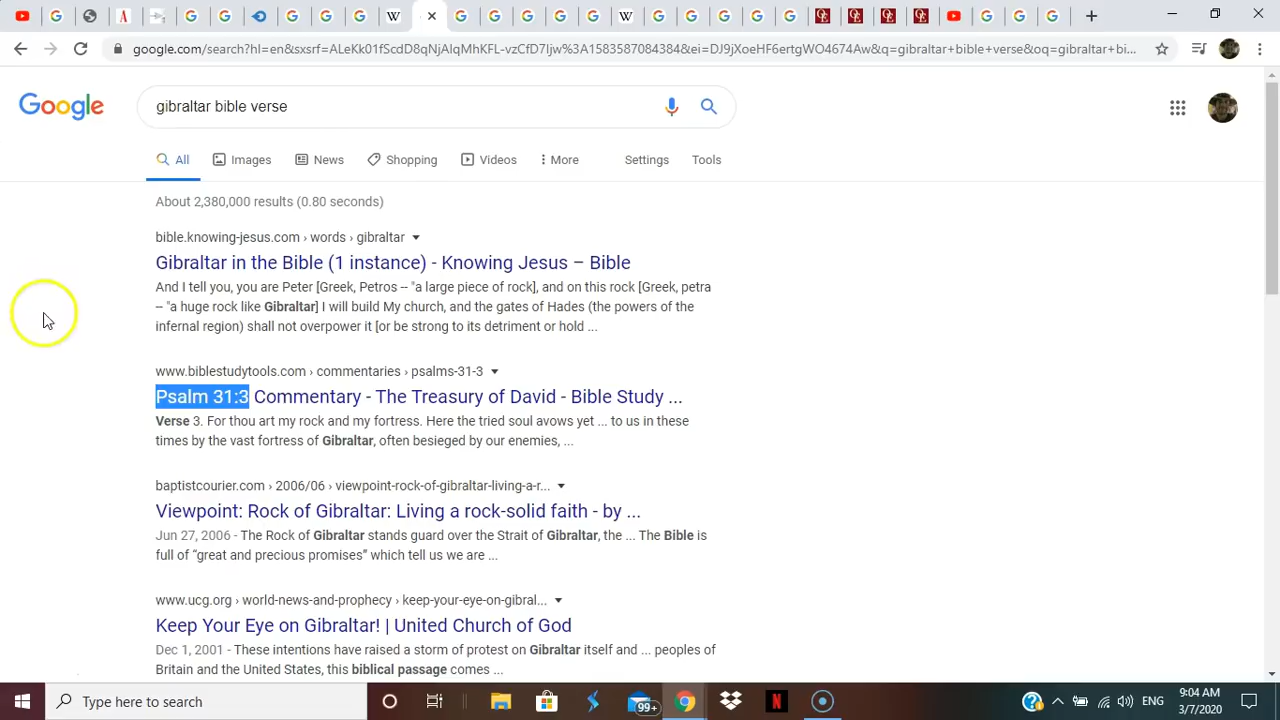 google.com/search?hl=en&sxsrf=ALeKk01fScdD8qNjAlqMhKFL-vzCfD7ljw%3A1583587084384&ei=DJ9jXoeHF6ertgWO4674Aw&q=gibraltar+bible+verse&oq=gibraltar+bi...
Google
gibraltar bible verse
All Images News Shopping Videos More Settings Tools
About 2,380,000 results (0.80 seconds)
bible.knowing-jesus.com › words › gibraltar
Gibraltar in the Bible (1 instance) - Knowing Jesus – Bible
And I tell you, you are Peter [Greek, Petros -- "a large piece of rock], and on this rock [Greek, petra
-- "a huge rock like Gibraltar] I will build My church, and the gates of Hades (the powers of the
infernal region) shall not overpower it [or be strong to its detriment or hold ...
www.biblestudytools.com › commentaries › psalms-31-3
Psalm 31:3 Commentary - The Treasury of David - Bible Study ...
Verse 3. For thou art my rock and my fortress. Here the tried soul avows yet ... to us in these
times by the vast fortress of Gibraltar, often besieged by our enemies, ...
baptistcourier.com › 2006/06 › viewpoint-rock-of-gibraltar-living-a-r...
Viewpoint: Rock of Gibraltar: Living a rock-solid faith - by ...
Jun 27, 2006 - The Rock of Gibraltar stands guard over the Strait of Gibraltar, the ... The Bible is
full of “great and precious promises” which tell us we are ...
www.ucg.org › world-news-and-prophecy › keep-your-eye-on-gibral...
Keep Your Eye on Gibraltar! | United Church of God
Dec 1, 2001 - These intentions have raised a storm of protest on Gibraltar itself and ... peoples of
Britain and the United States, this biblical passage comes ...
Type here to search
99+
ENG
9:04 AM
3/7/2020